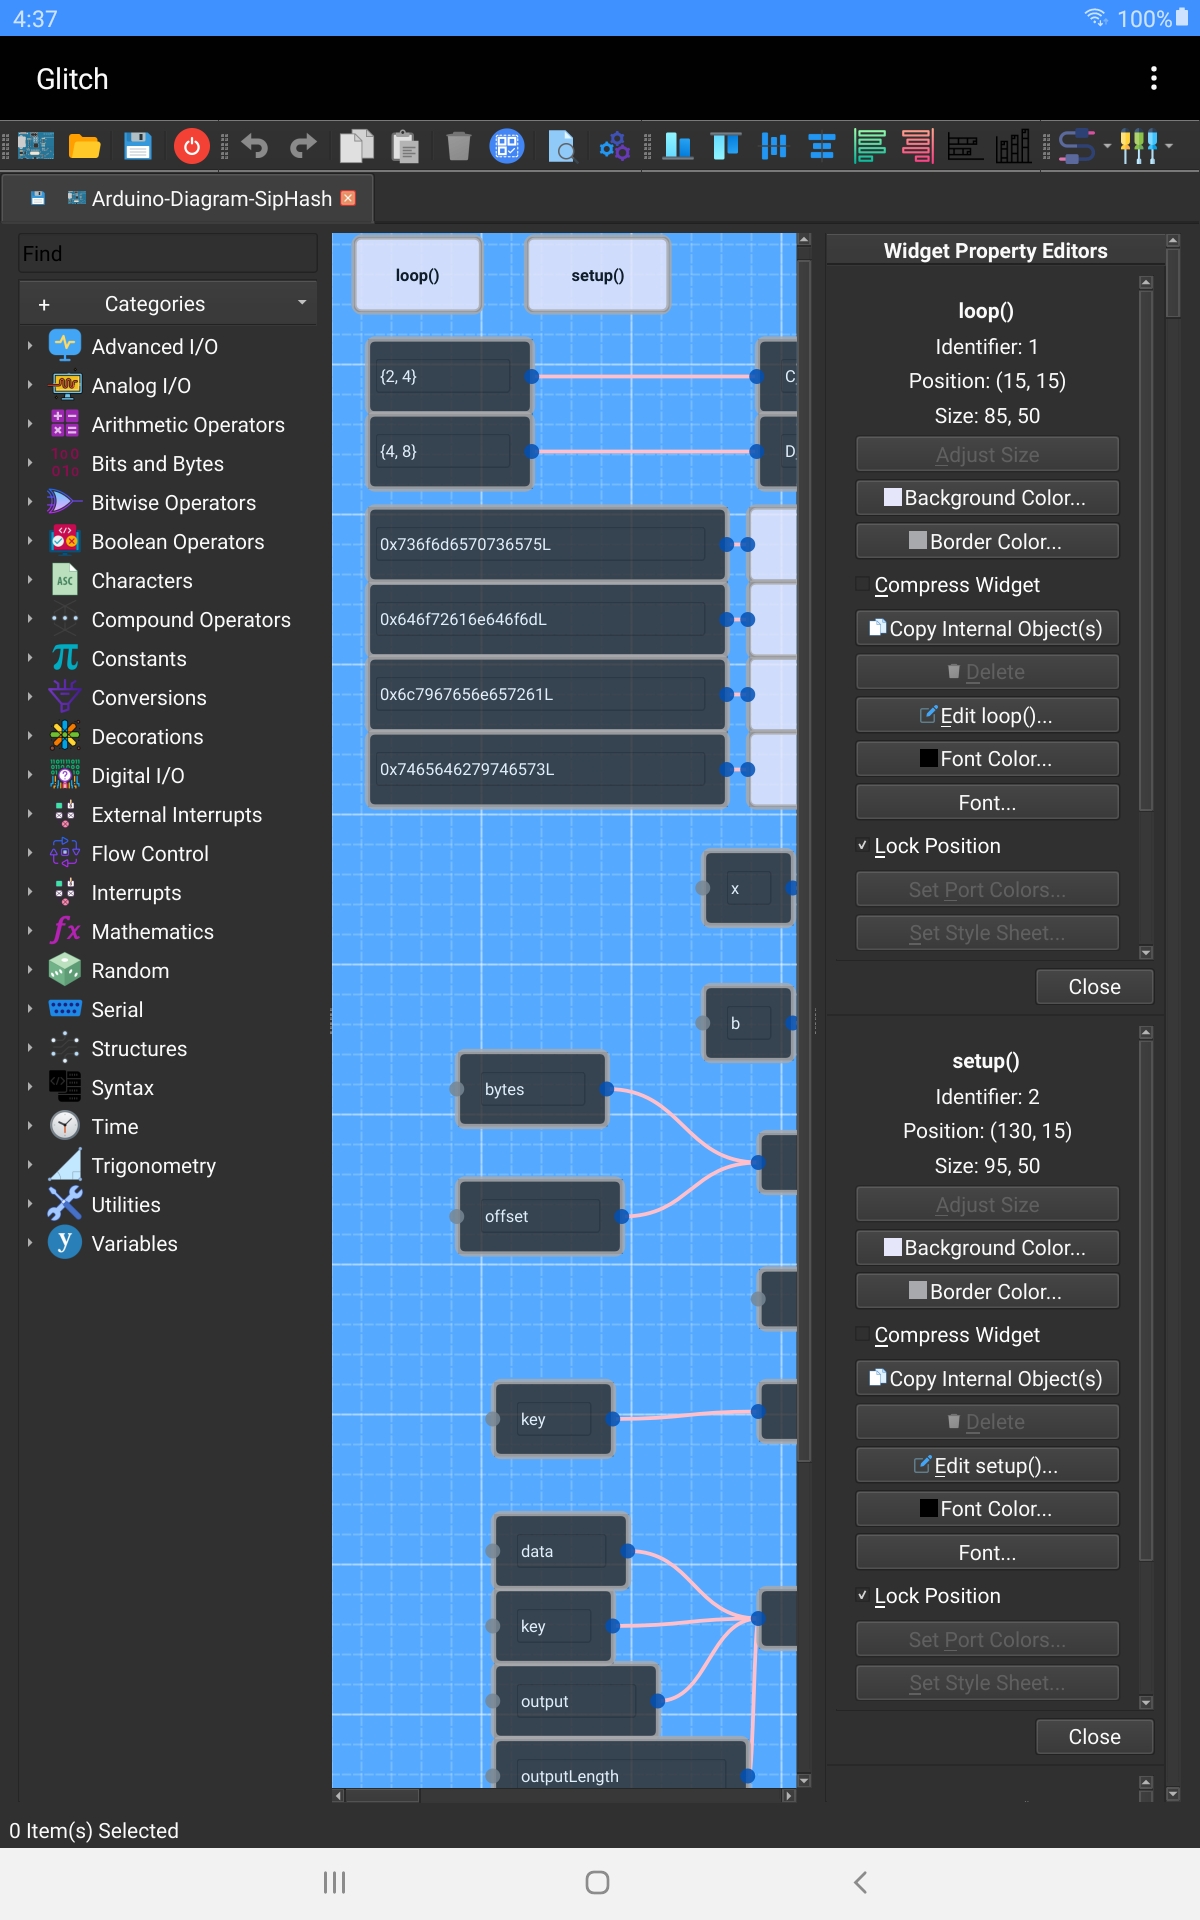 4:37
100%
Glitch
Arduino-Diagram-SipHash
Find
+ Categories
Advanced I/O
Analog I/O
Arithmetic Operators
Bits and Bytes
Bitwise Operators
Boolean Operators
ASC
Characters
Compound Operators
Constants
Conversions
Decorations
Digital I/O
External Interrupts
Flow Control
Interrupts
Mathematics
Random
Serial
Structures
Syntax
Time
Trigonometry
Utilities
Variables
loop()
setup()
{2, 4}
C
{4, 8}
D
0x736f6d6570736575L
0x646f72616e646f6dL
0x6c7967656e657261L
0x7465646279746573L
x
b
bytes
offset
key
data
key
output
outputLength
Widget Property Editors
loop()
Identifier: 1
Position: (15, 15)
Size: 85, 50
Adjust Size
Background Color...
Border Color...
Compress Widget
Copy Internal Object(s)
Delete
Edit loop()...
Font Color...
Font...
Lock Position
Set Port Colors...
Set Style Sheet...
Close
setup()
Identifier: 2
Position: (130, 15)
Size: 95, 50
Adjust Size
Background Color...
Border Color...
Compress Widget
Copy Internal Object(s)
Delete
Edit setup()...
Font Color...
Font...
Lock Position
Set Port Colors...
Set Style Sheet...
Close
0 Item(s) Selected